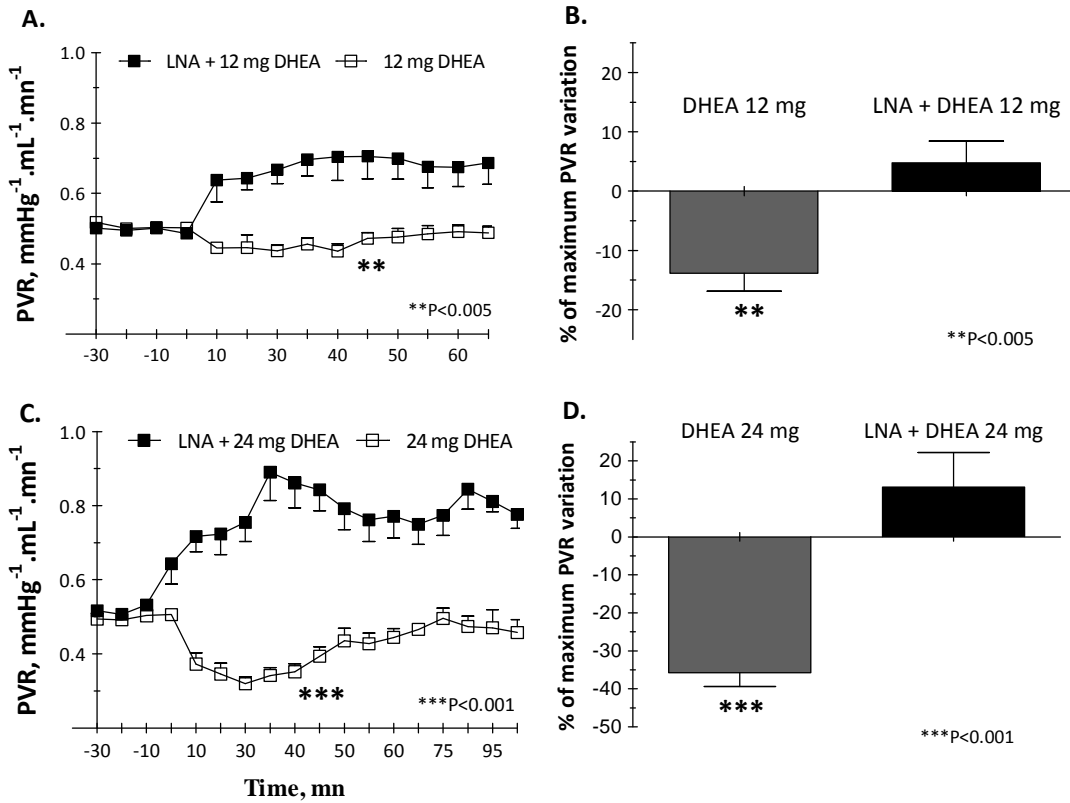 A.
LNA + 12 mg DHEA 12 mg DHEA
PVR, mmHg⁻¹.mL⁻¹.mn⁻¹
1.0
0.8
0.6
0.4
**
**P<0.005
-30 -10 10 20 30 40 50 60
B.
% of maximum PVR variation
20
10
0
-10
-20
DHEA 12 mg LNA + DHEA 12 mg
**
**P<0.005
C.
LNA + 24 mg DHEA 24 mg DHEA
PVR, mmHg⁻¹.mL⁻¹.mn⁻¹
1.0
0.8
0.6
0.4
***
***P<0.001
-30 -10 10 20 30 40 50 60 75 95
Time, mn
D.
% of maximum PVR variation
20
10
0
-10
-20
-30
-40
-50
DHEA 24 mg LNA + DHEA 24 mg
***
***P<0.001